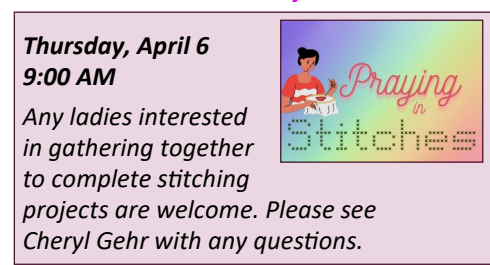 Thursday, April 6
9:00 AM
Any ladies interested
in gathering together
to complete stitching
projects are welcome. Please see
Cheryl Gehr with any questions.
Praying
in
Stitches